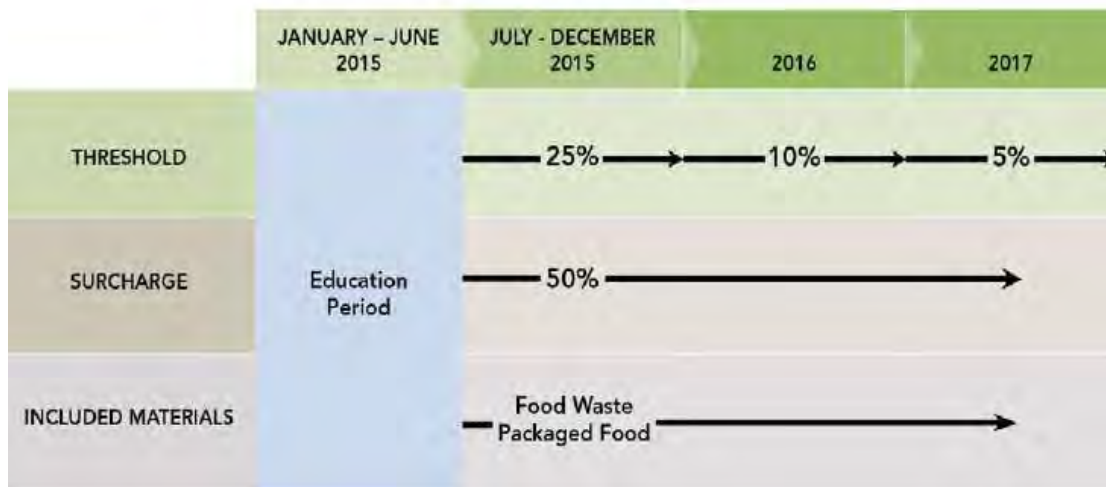 JANUARY – JUNE
2015
JULY - DECEMBER
2015
2016
2017
THRESHOLD
25%
10%
5%
SURCHARGE
Education
Period
50%
INCLUDED MATERIALS
Food Waste
Packaged Food